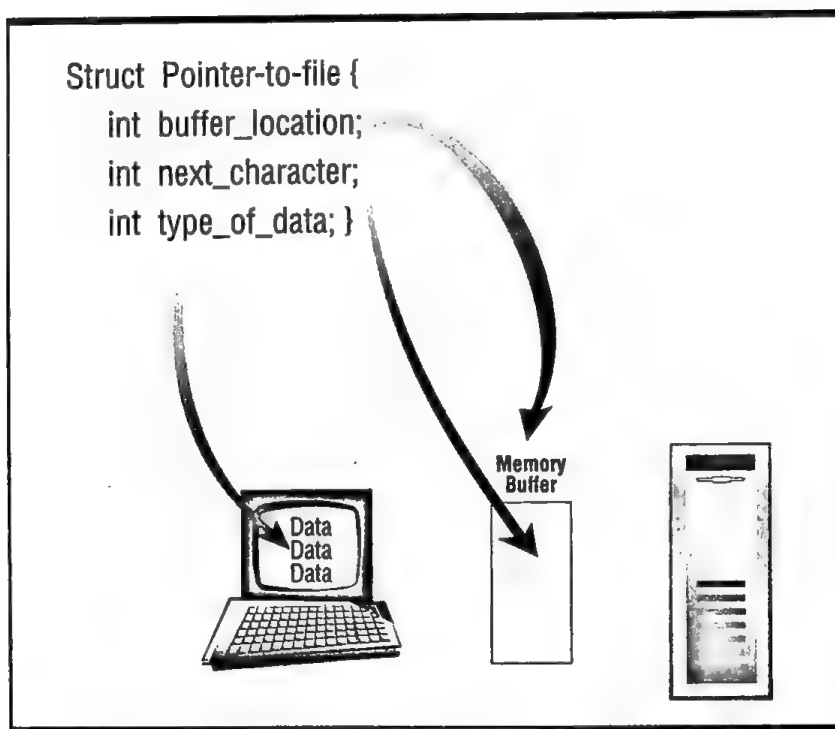 Struct Pointer-to-file {
int buffer_location;
int next_character;
int type_of_data; }
Memory
Buffer
Data
Data
Data